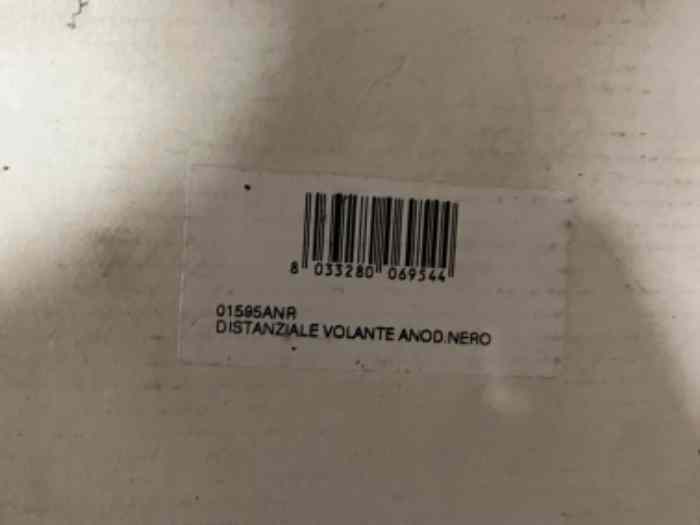 8 033280 069544
01595ANR
DISTANZIALE VOLANTE ANOD.NERO